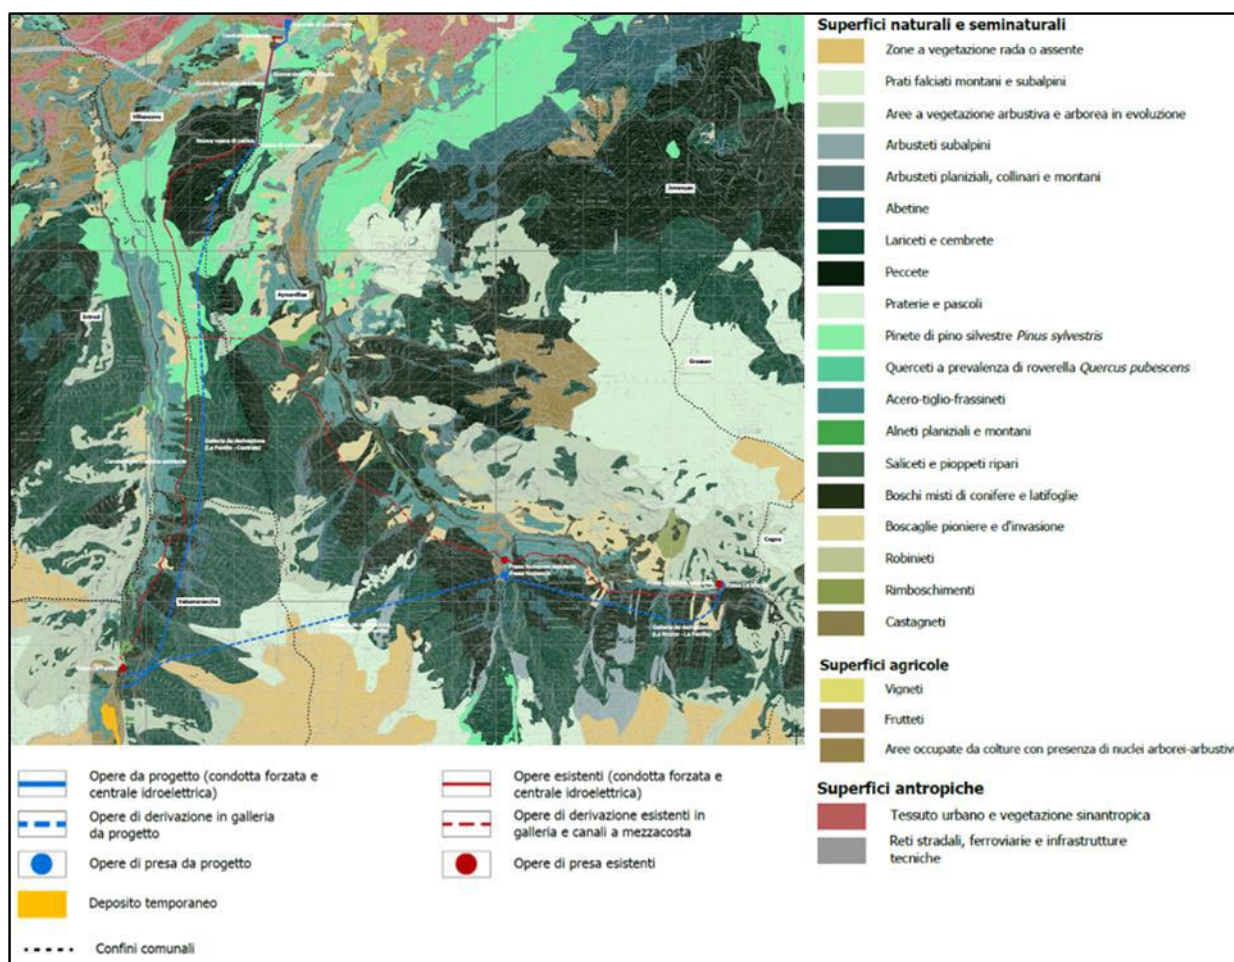 Villeneuve
Jovençan
Introd
Aymavilles
Gressan
Galleria de derivazione
(La Fenille - Centrale)
Cogne
Valsavarenche
Superfici naturali e seminaturali
Zone a vegetazione rada o assente
Prati falciati montani e subalpini
Aree a vegetazione arbustiva e arborea in evoluzione
Arbusteti subalpini
Arbusteti planiziali, collinari e montani
Abetine
Lariceti e cembrete
Peccete
Praterie e pascoli
Pinete di pino silvestre Pinus sylvestris
Querceti a prevalenza di roverella Quercus pubescens
Acero-tiglio-frassineti
Alneti planiziali e montani
Saliceti e pioppeti ripari
Boschi misti di conifere e latifoglie
Boscaglie pioniere e d'invasione
Robinieti
Rimboschimenti
Castagneti
Superfici agricole
Vigneti
Frutteti
Aree occupate da colture con presenza di nuclei arborei-arbustivi
Superfici antropiche
Tessuto urbano e vegetazione sinantropica
Reti stradali, ferroviarie e infrastrutture
tecniche
Opere da progetto (condotta forzata e
centrale idroelettrica)
Opere di derivazione in galleria
da progetto
Opere di presa da progetto
Deposito temporaneo
Confini comunali
Opere esistenti (condotta forzata e
centrale idroelettrica)
Opere di derivazione esistenti in
galleria e canali a mezzacosta
Opere di presa esistenti